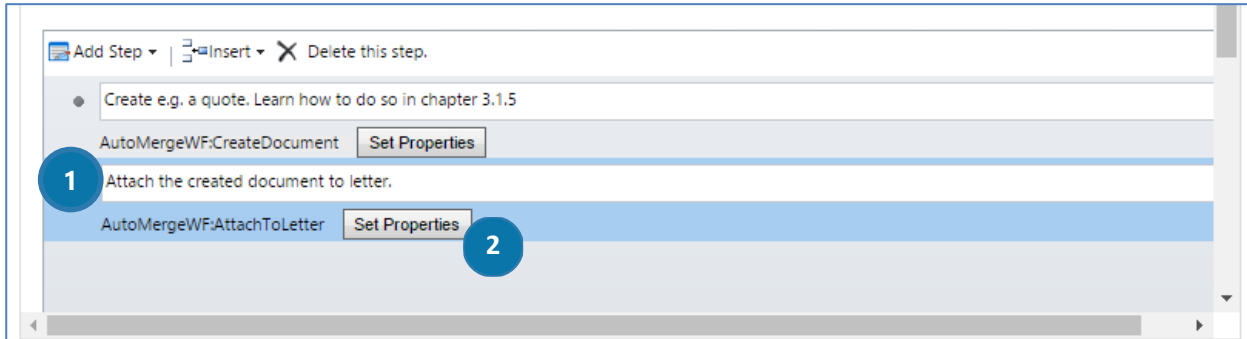 Add Step Insert Delete this step.
Create e.g. a quote. Learn how to do so in chapter 3.1.5
AutoMergeWF:CreateDocument Set Properties
1 Attach the created document to letter.
AutoMergeWF:AttachToLetter Set Properties 2